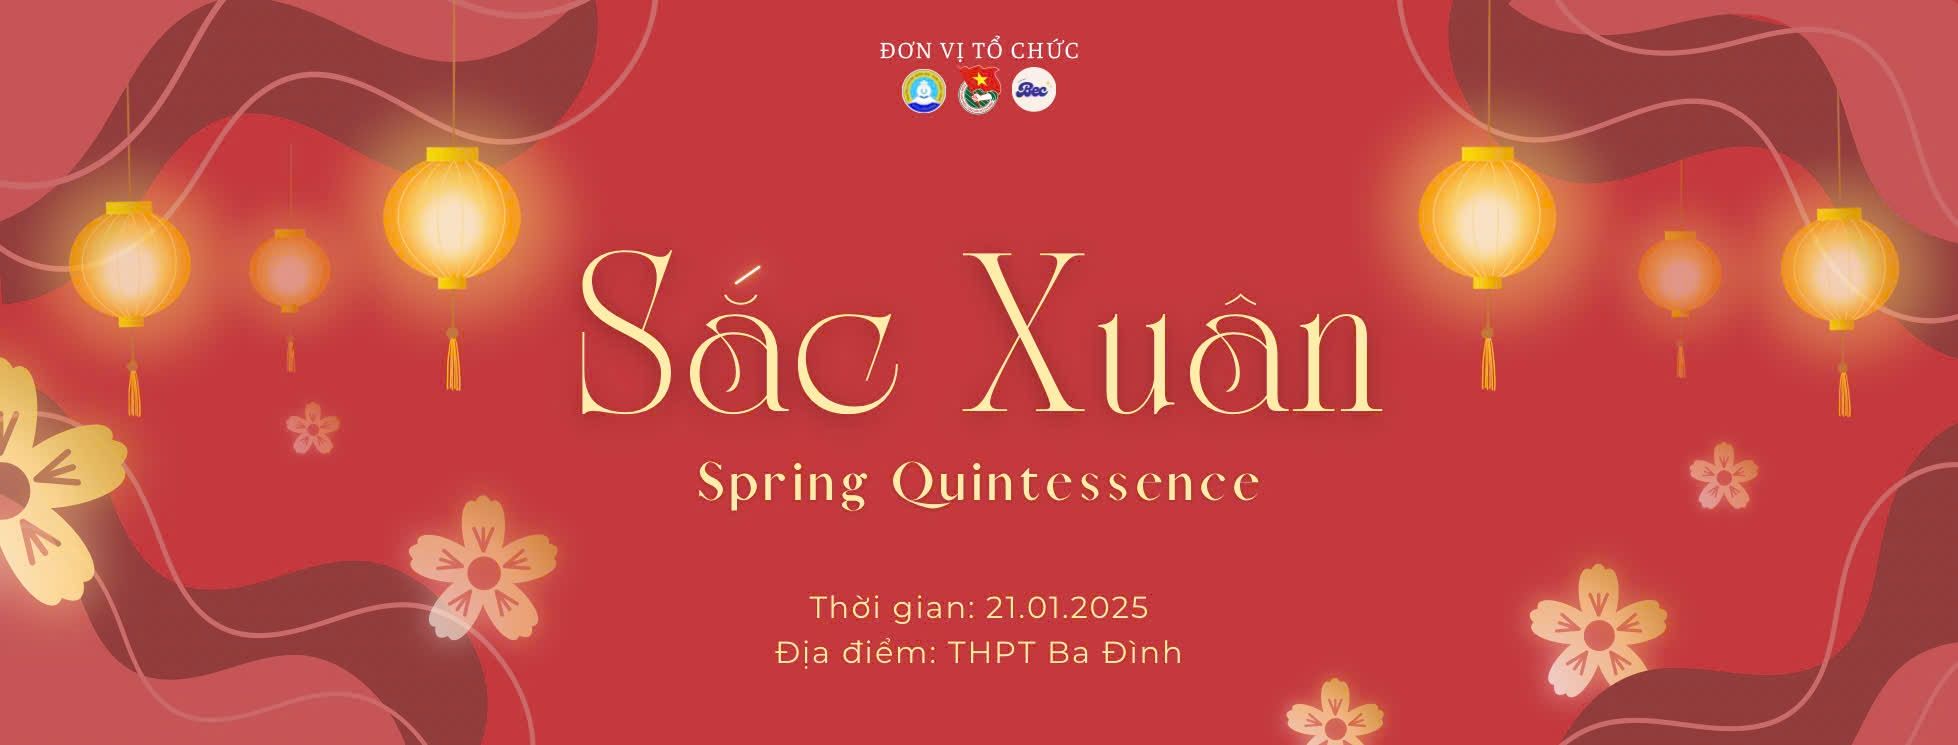 ĐƠN VỊ TỔ CHỨC
Bec
Sắc Xuân
Spring Quintessence
Thời gian: 21.01.2025
Địa điểm: THPT Ba Đình